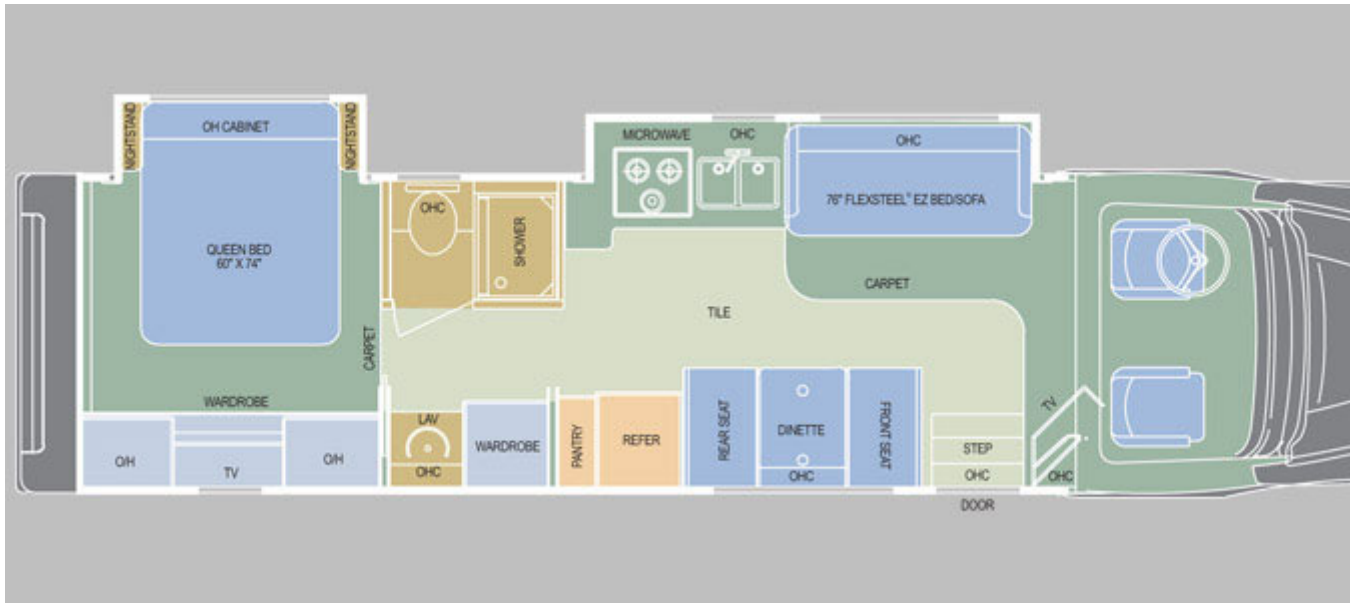 NIGHTSTAND
OH CABINET
NIGHTSTAND
QUEEN BED
60" X 74"
CARPET
WARDROBE
O/H
TV
O/H
OHC
SHOWER
LAV
OHC
WARDROBE
PANTRY
REFER
MICROWAVE
OHC
OHC
76" FLEXSTEEL® EZ BED/SOFA
CARPET
TILE
REAR SEAT
DINETTE
OHC
FRONT SEAT
STEP
OHC
DOOR
TV
OHC